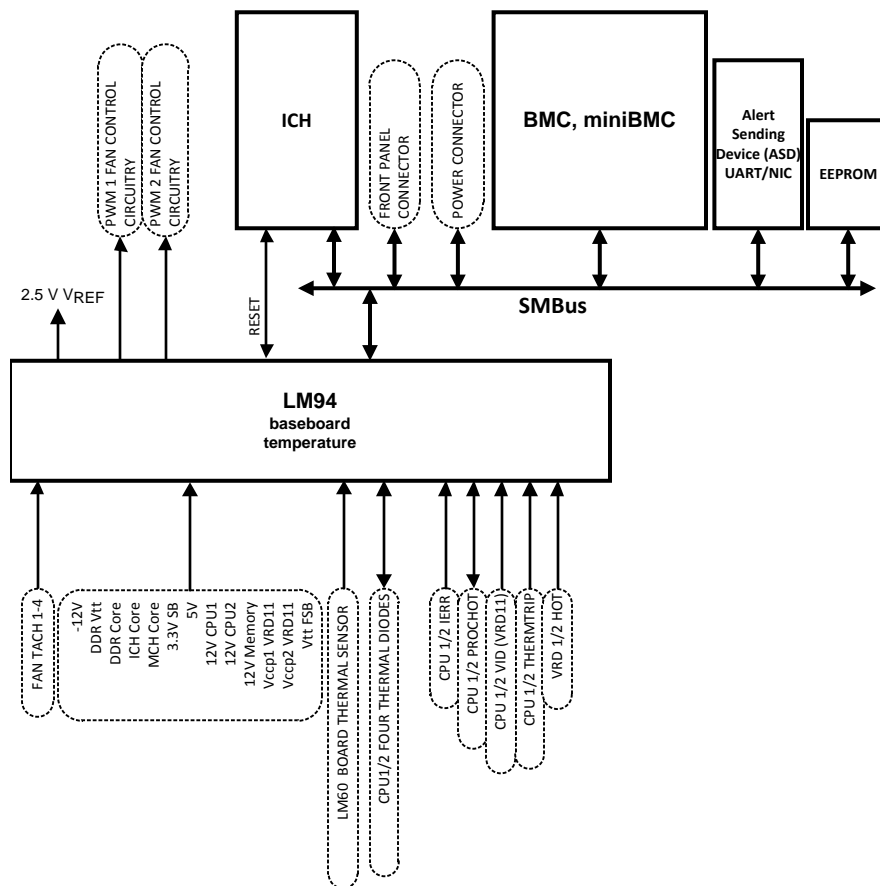 PWM 1 FAN CONTROL
CIRCUITRY
PWM 2 FAN CONTROL
CIRCUITRY
ICH
FRONT PANEL
CONNECTOR
POWER CONNECTOR
BMC, miniBMC
Alert
Sending
Device (ASD)
UART/NIC
EEPROM
2.5 V VREF
RESET
SMBus
LM94
baseboard
temperature
FAN TACH 1-4
-12V
DDR Vtt
DDR Core
ICH Core
MCH Core
3.3V SB
5V
12V CPU1
12V CPU2
12V Memory
Vccp1 VRD11
Vccp2 VRD11
Vtt FSB
LM60 BOARD THERMAL SENSOR
CPU1/2 FOUR THERMAL DIODES
CPU 1/2 IERR
CPU 1/2 PROCHOT
CPU 1/2 VID (VRD11)
CPU 1/2 THERMTRIP
VRD 1/2 HOT